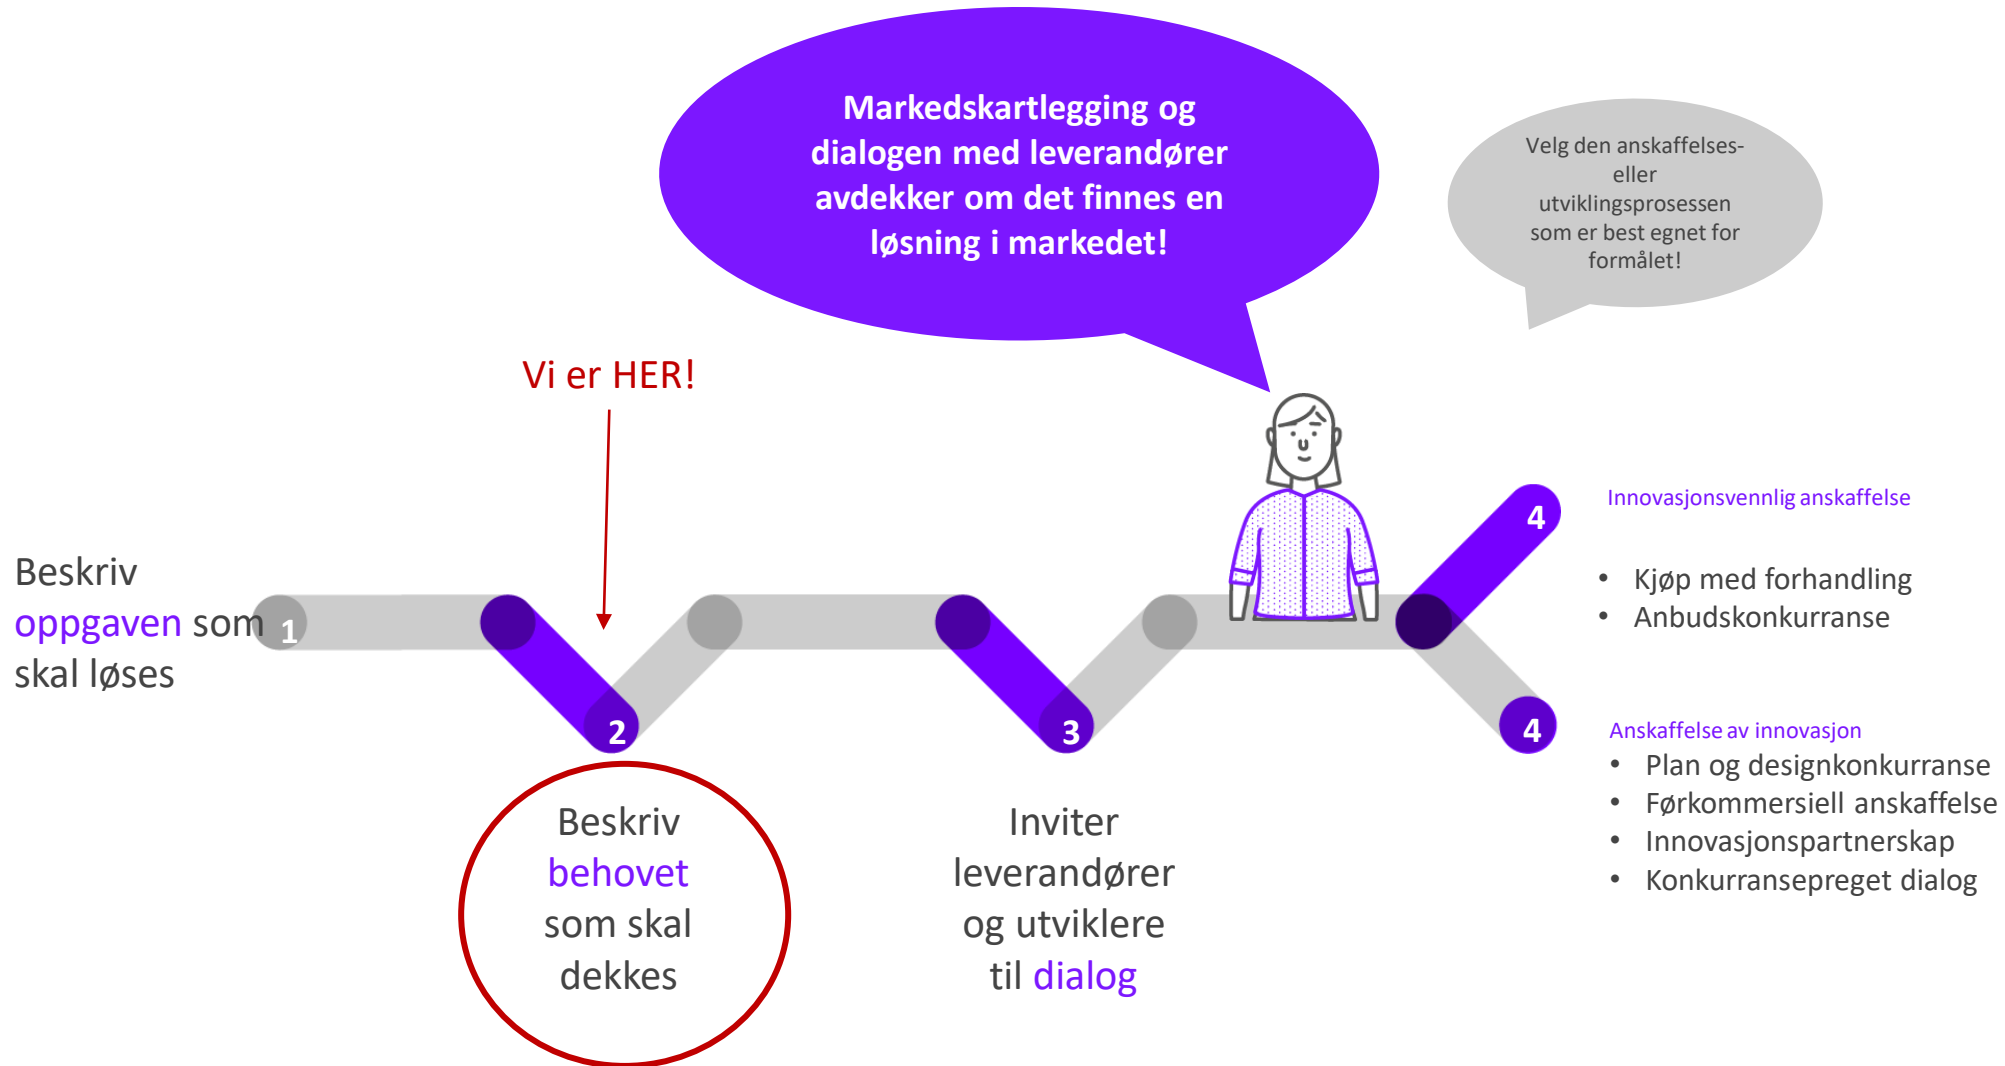 Markedskartlegging og
dialogen med leverandører
avdekker om det finnes en
løsning i markedet!
Velg den anskaffelses-
eller
utviklingsprosessen
som er best egnet for
formålet!
Vi er HER!
Beskriv
oppgaven som
skal løses
1
2
3
4
4
Beskriv
behovet
som skal
dekkes
Inviter
leverandører
og utviklere
til dialog
Innovasjonsvennlig anskaffelse
• Kjøp med forhandling
• Anbudskonkurranse
Anskaffelse av innovasjon
• Plan og designkonkurranse
• Førkommersiell anskaffelse
• Innovasjonspartnerskap
• Konkurransepreget dialog